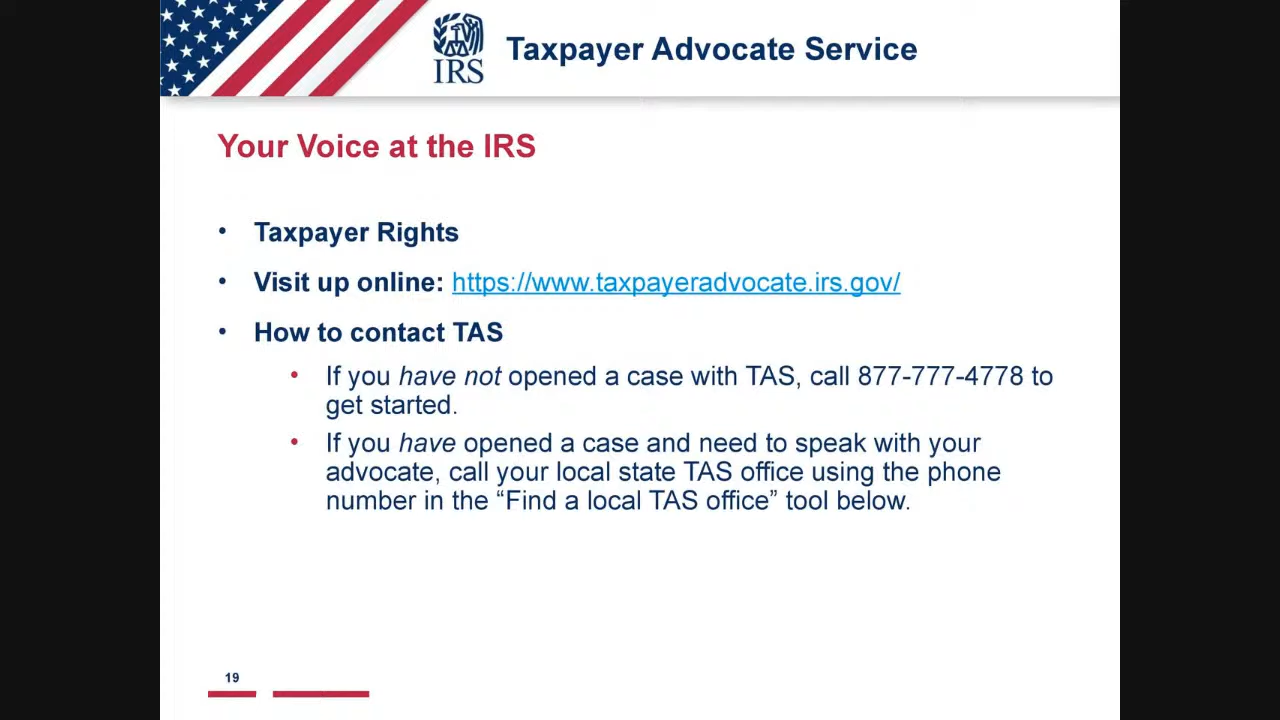 IRS
Taxpayer Advocate Service
Your Voice at the IRS
• Taxpayer Rights
• Visit up online: https://www.taxpayeradvocate.irs.gov/
• How to contact TAS
• If you have not opened a case with TAS, call 877-777-4778 to
get started.
• If you have opened a case and need to speak with your
advocate, call your local state TAS office using the phone
number in the “Find a local TAS office” tool below.
19